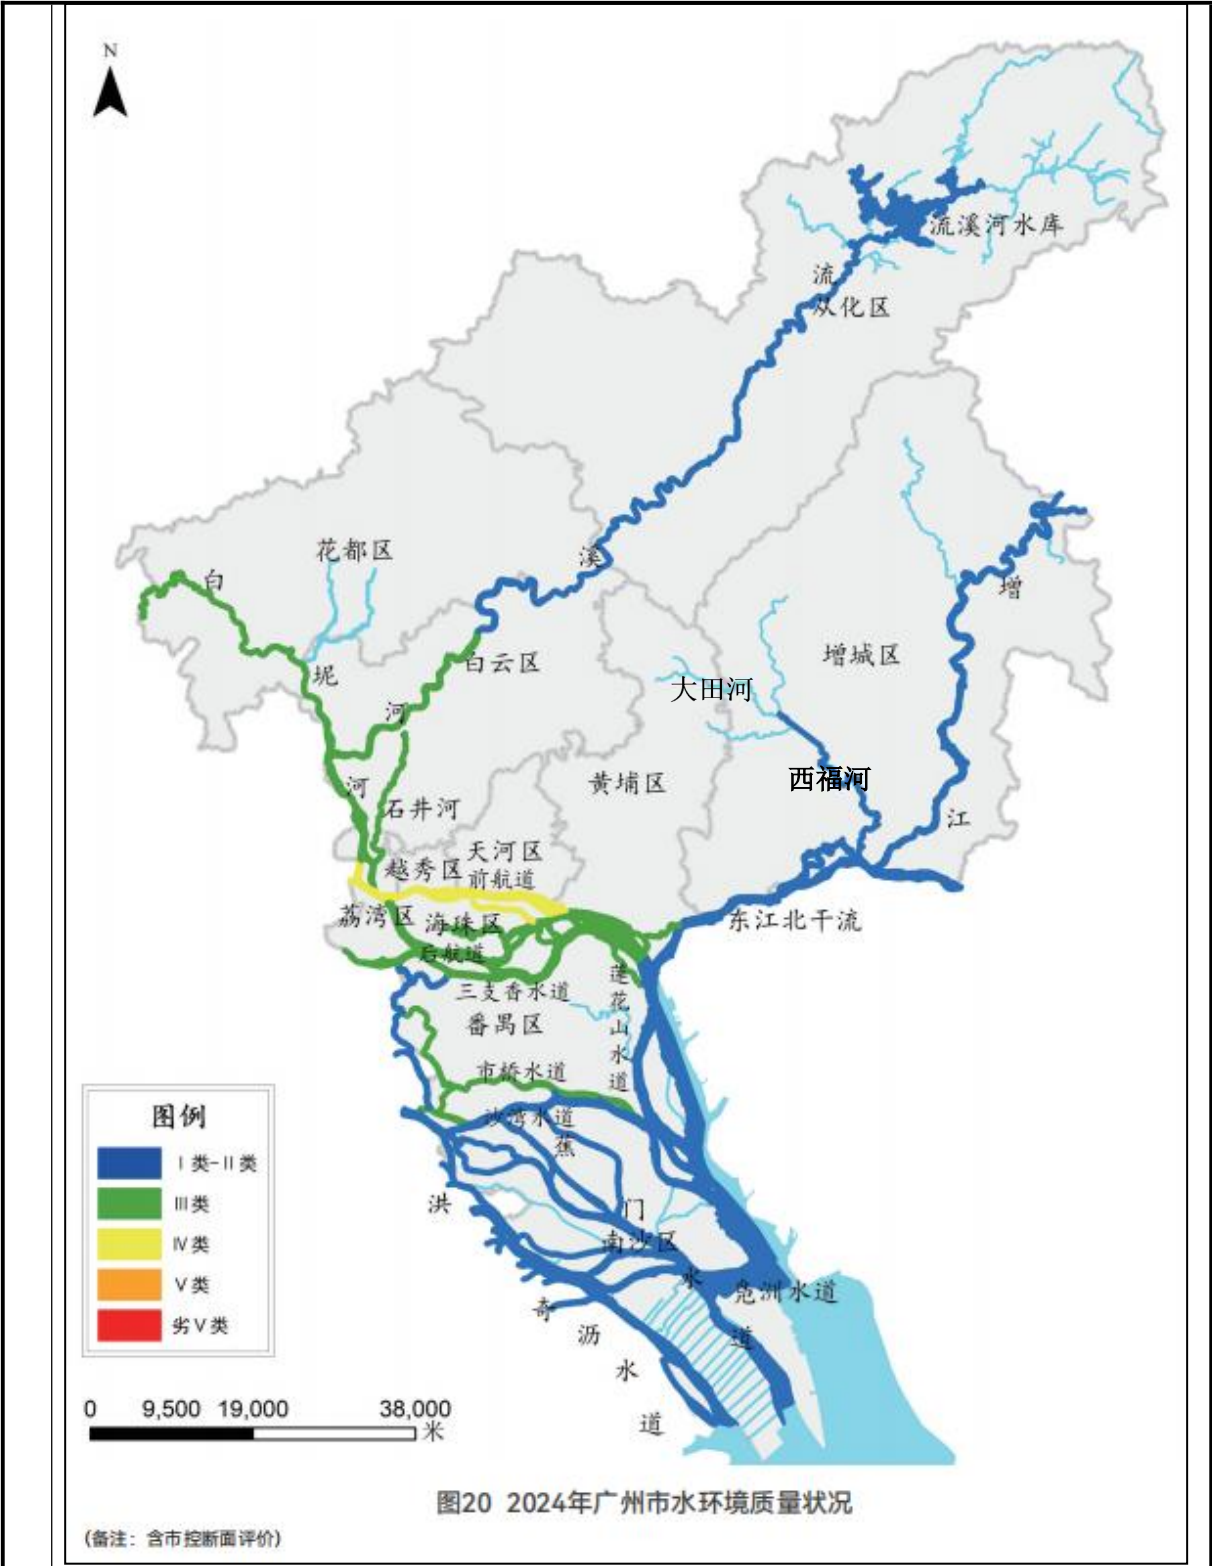 N
流溪河水库
流
从化区
花都区
溪
白
增
白云区
增城区
坭
大田河
河
黄埔区
西福河
河
石井河
江
天河区
越秀区
前航道
荔湾区
海珠区
东江北干流
后航道
莲花山水道
三支香水道
番禺区
市桥水道
沙湾水道
蕉
图例
Ⅰ类-Ⅱ类
洪
Ⅲ类
门
南沙区
Ⅳ类
水
凫洲水道
Ⅴ类
奇
劣Ⅴ类
沥
道
水
道
0 9,500 19,000 38,000
米
图20 2024年广州市水环境质量状况
(备注：含市控断面评价)